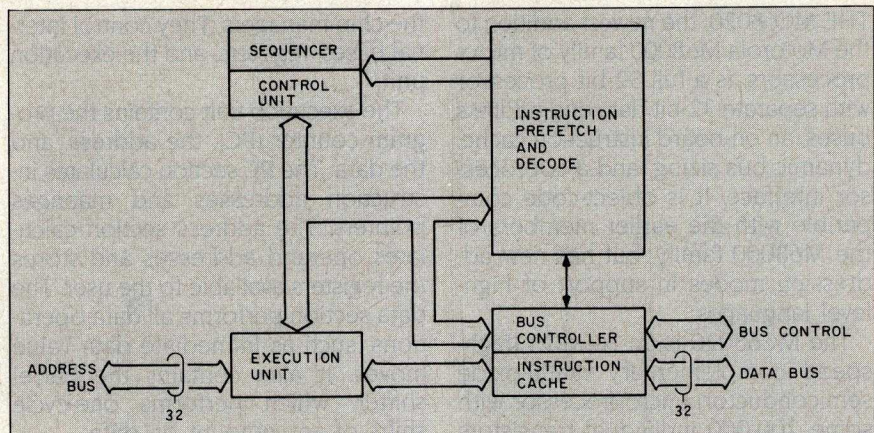 SEQUENCER
CONTROL
UNIT
INSTRUCTION
PREFETCH
AND
DECODE
BUS
CONTROLLER
BUS CONTROL
ADDRESS
BUS
EXECUTION
UNIT
INSTRUCTION
CACHE
DATA BUS
32
32